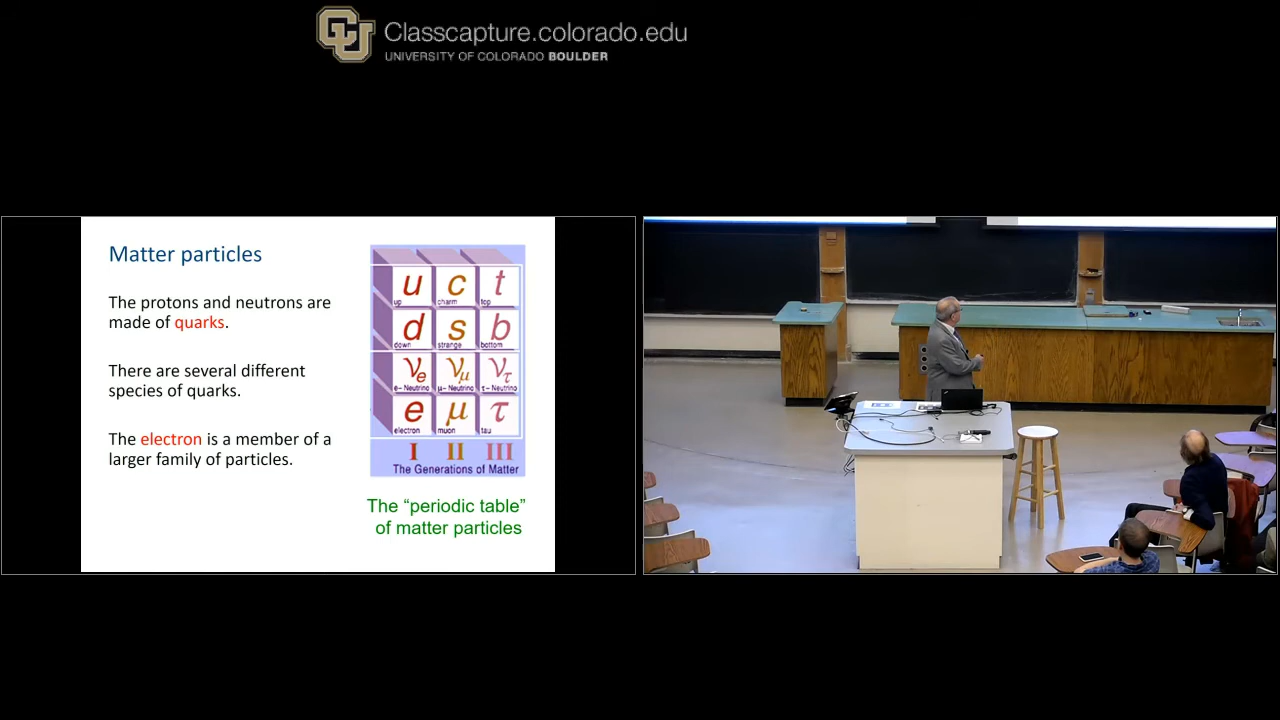 Classcapture.colorado.edu
UNIVERSITY OF COLORADO BOULDER
Matter particles
The protons and neutrons are
made of quarks.
There are several different
species of quarks.
The electron is a member of a
larger family of particles.
u c t
up charm top
d s b
down strange bottom
νe νμ ντ
e- Neutrino μ- Neutrino τ- Neutrino
e μ τ
electron muon tau
I II III
The Generations of Matter
The “periodic table”
of matter particles